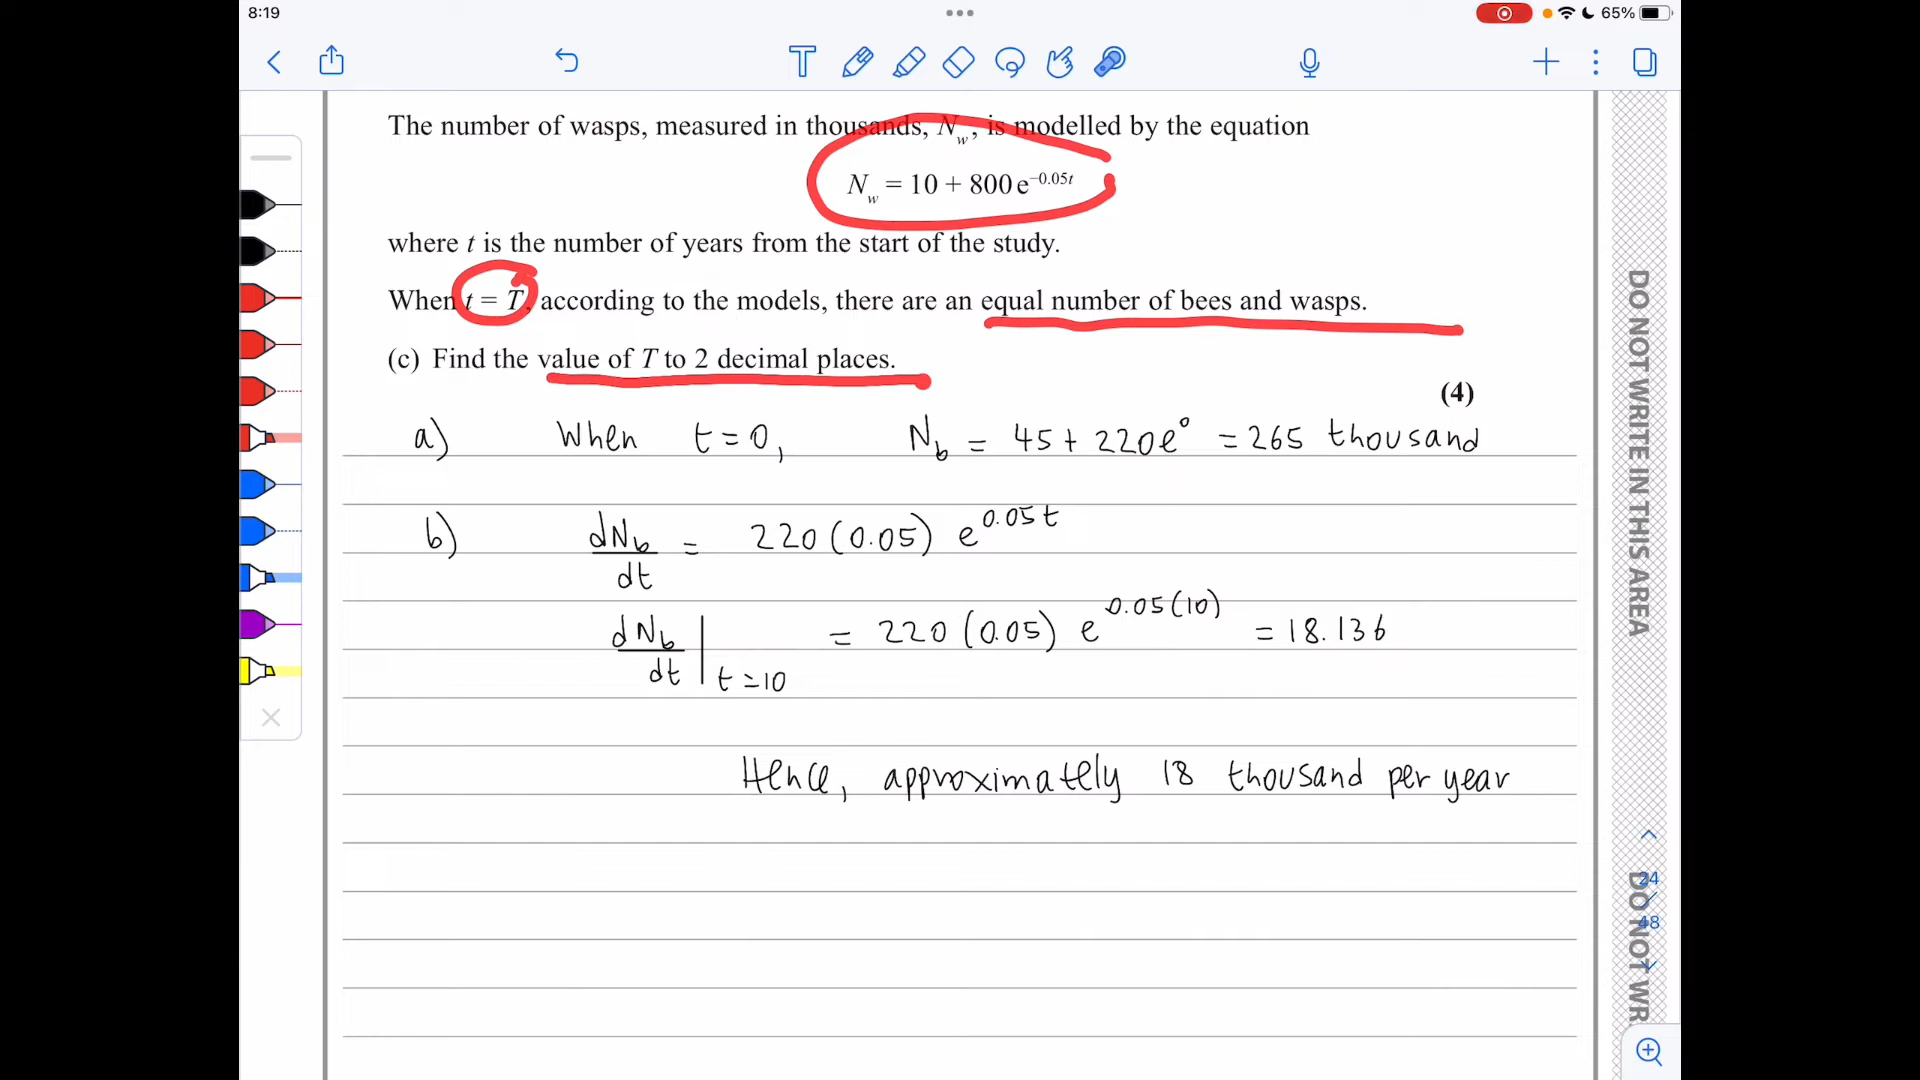 8:19
65%
The number of wasps, measured in thousands, N_w, is modelled by the equation
N_w = 10 + 800e^{-0.05t}
where t is the number of years from the start of the study.
When t = T, according to the models, there are an equal number of bees and wasps.
(c) Find the value of T to 2 decimal places.
(4)
a) When t=0, N_b = 45 + 220e^0 = 265 thousand
b) dN_b/dt = 220(0.05) e^{0.05t}
dN_b/dt |_{t=10} = 220(0.05) e^{0.05(10)} = 18.136
Hence, approximately 18 thousand per year
DO NOT WRITE IN THIS AREA
DO NOT WR
24
48